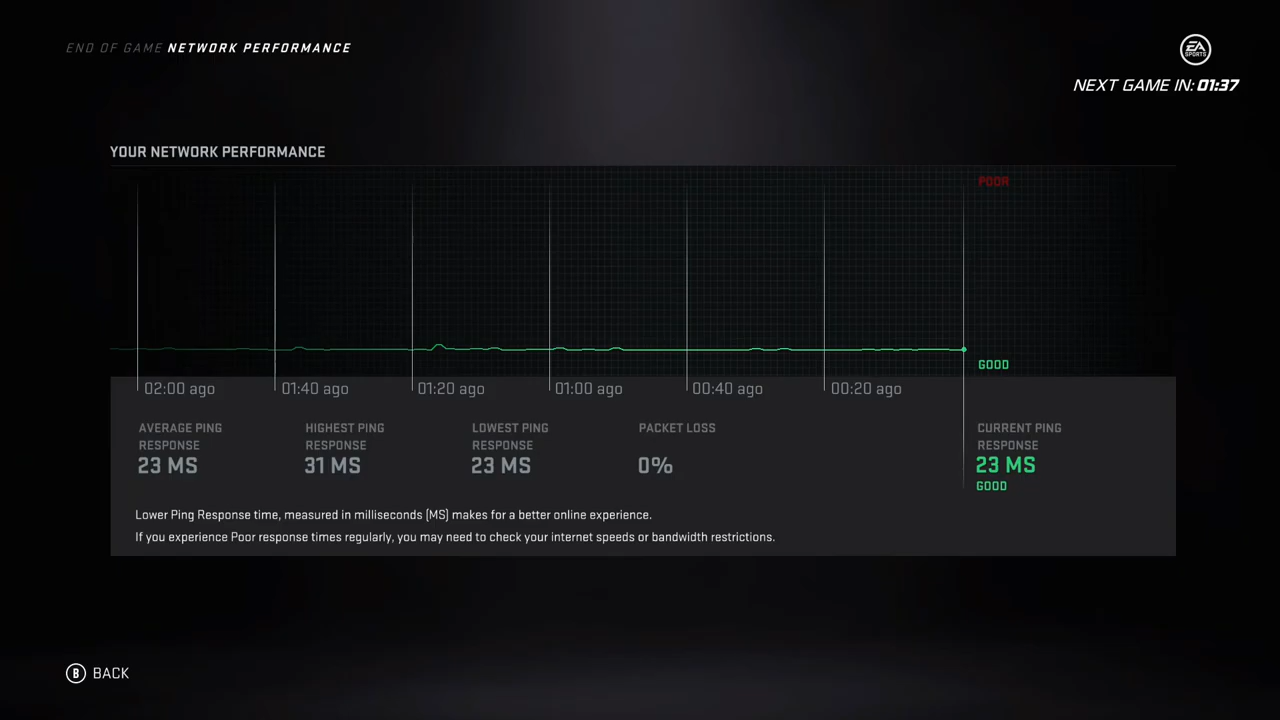 END OF GAME NETWORK PERFORMANCE
EA
SPORTS
NEXT GAME IN: 01:37
YOUR NETWORK PERFORMANCE
POOR
GOOD
02:00 ago 01:40 ago 01:20 ago 01:00 ago 00:40 ago 00:20 ago
AVERAGE PING RESPONSE
23 MS
HIGHEST PING RESPONSE
31 MS
LOWEST PING RESPONSE
23 MS
PACKET LOSS
0%
CURRENT PING RESPONSE
23 MS
GOOD
Lower Ping Response time, measured in milliseconds (MS) makes for a better online experience.
If you experience Poor response times regularly, you may need to check your internet speeds or bandwidth restrictions.
B BACK